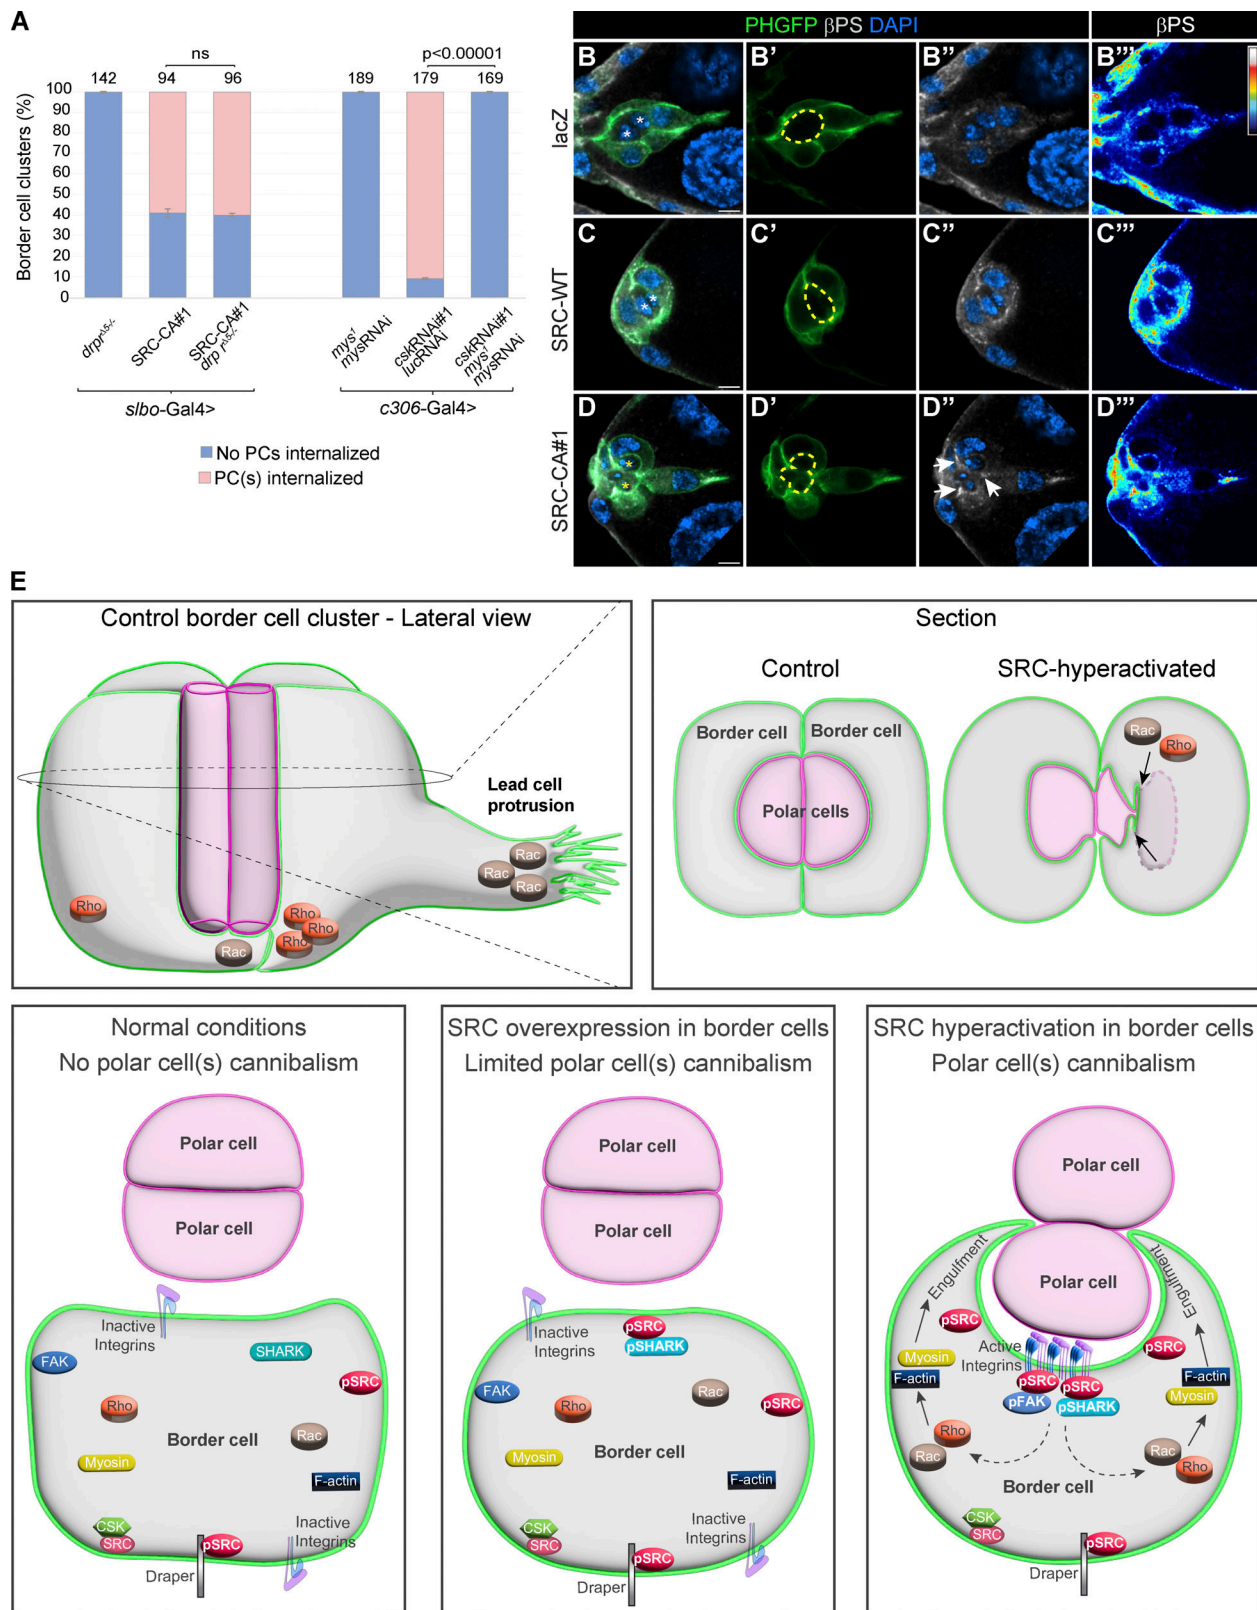 A
ns
p<0.00001
142 94 96 189 179 169
Border cell clusters (%)
100
90
80
70
60
50
40
30
20
10
0
drprΔ5-/-
SRC-CA#1
SRC-CA#1
drprΔ5-/-
mys1
mysRNAi
cskRNAi#1
lucRNAi
cskRNAi#1
mys1
mysRNAi
slbo-Gal4>
c306-Gal4>
No PCs internalized
PC(s) internalized
PHGFP βPS DAPI
βPS
lacZ
B
B'
B''
B'''
SRC-WT
C
C'
C''
C'''
SRC-CA#1
D
D'
D''
D'''
E
Control border cell cluster - Lateral view
Lead cell
protrusion
Rac
Rac
Rac
Rho
Rho
Rho
Rho
Rac
Section
Control
SRC-hyperactivated
Border cell
Border cell
Polar cells
Rac
Rho
Normal conditions
No polar cell(s) cannibalism
Polar cell
Polar cell
Inactive
Integrins
SHARK
FAK
pSRC
Rho
Rac
Border cell
Myosin
F-actin
CSK
SRC
pSRC
Inactive
Integrins
Draper
SRC overexpression in border cells
Limited polar cell(s) cannibalism
Polar cell
Polar cell
Inactive
Integrins
pSRC
pSHARK
FAK
Rac
pSRC
Rho
Border cell
Myosin
F-actin
CSK
SRC
pSRC
Inactive
Integrins
Draper
SRC hyperactivation in border cells
Polar cell(s) cannibalism
Polar cell
Polar cell
Engulfment
Engulfment
pSRC
pSRC
Active
Integrins
Myosin
F-actin
F-actin
Myosin
pSRC
pSRC
pFAK
pSHARK
Rho
Rac
Rac
Rho
Border cell
CSK
SRC
pSRC
Draper